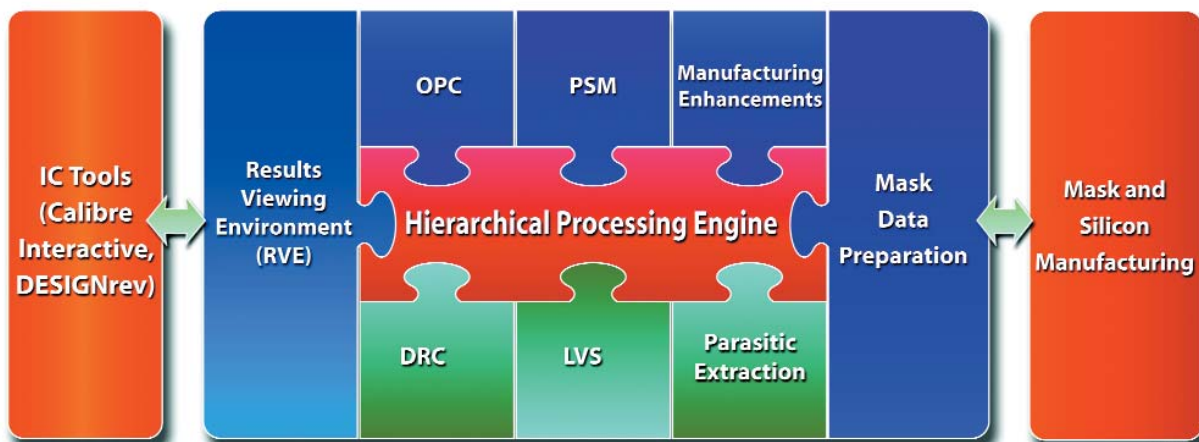 IC Tools
(Calibre
Interactive,
DESIGNrev)
Results
Viewing
Environment
(RVE)
OPC
PSM
Manufacturing
Enhancements
Hierarchical Processing Engine
DRC
LVS
Parasitic
Extraction
Mask
Data
Preparation
Mask and
Silicon
Manufacturing